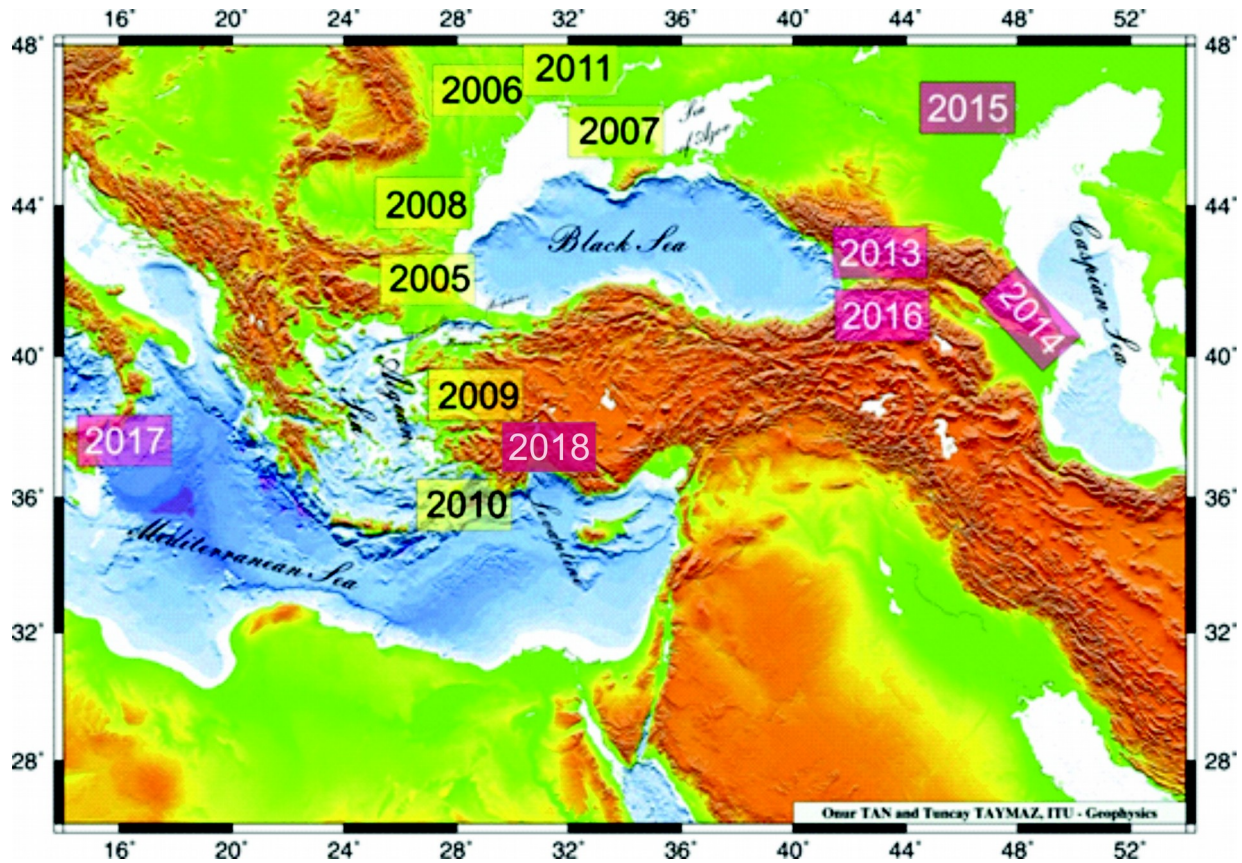 16° 20° 24° 28° 32° 36° 40° 44° 48° 52°
48° 48°
2011
2006
2015
2007
Sea
of Azov
44° 44°
2008
Black Sea
2013
Caspian Sea
2005
2014
2016
40° 40°
Aegean
Sea
2009
2017
2018
36° 36°
2010
Levantine
Mediterranean Sea
32° 32°
28° 28°
Onur TAN and Tuncay TAYMAZ, ITU - Geophysics
16° 20° 24° 28° 32° 36° 40° 44° 48° 52°